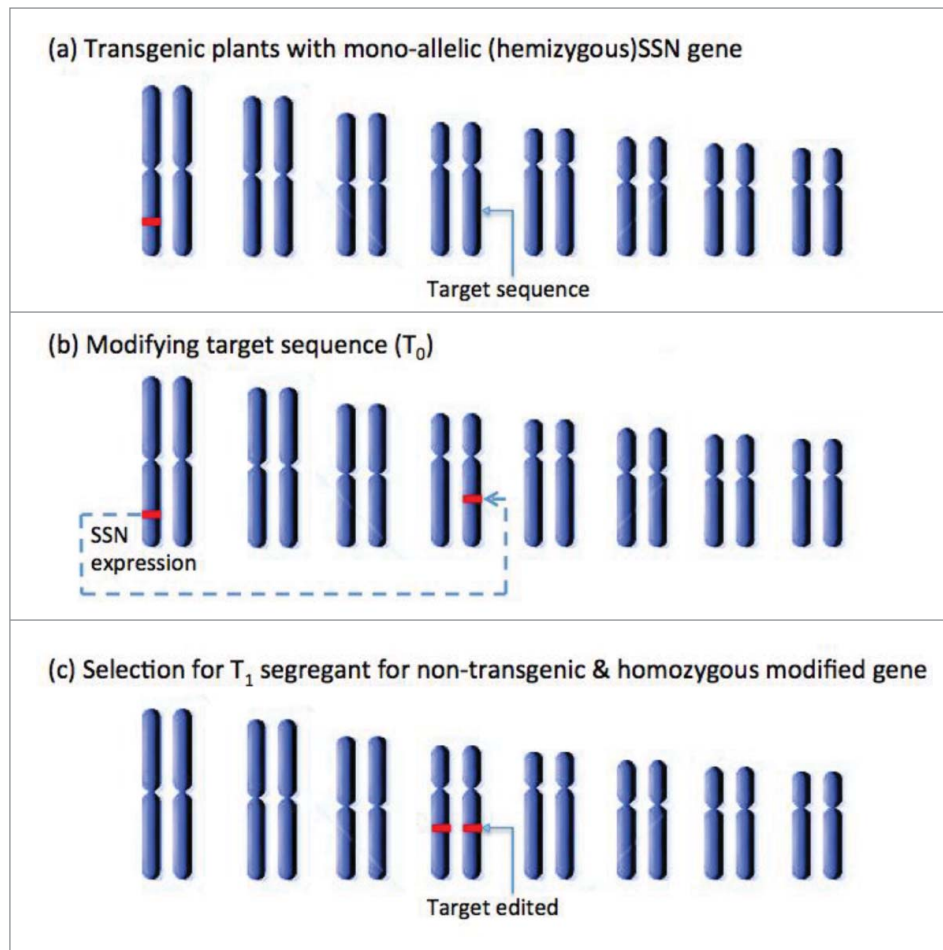 (a) Transgenic plants with mono-allelic (hemizygous)SSN gene
Target sequence
(b) Modifying target sequence (T₀)
SSN
expression
(c) Selection for T₁ segregant for non-transgenic & homozygous modified gene
Target edited